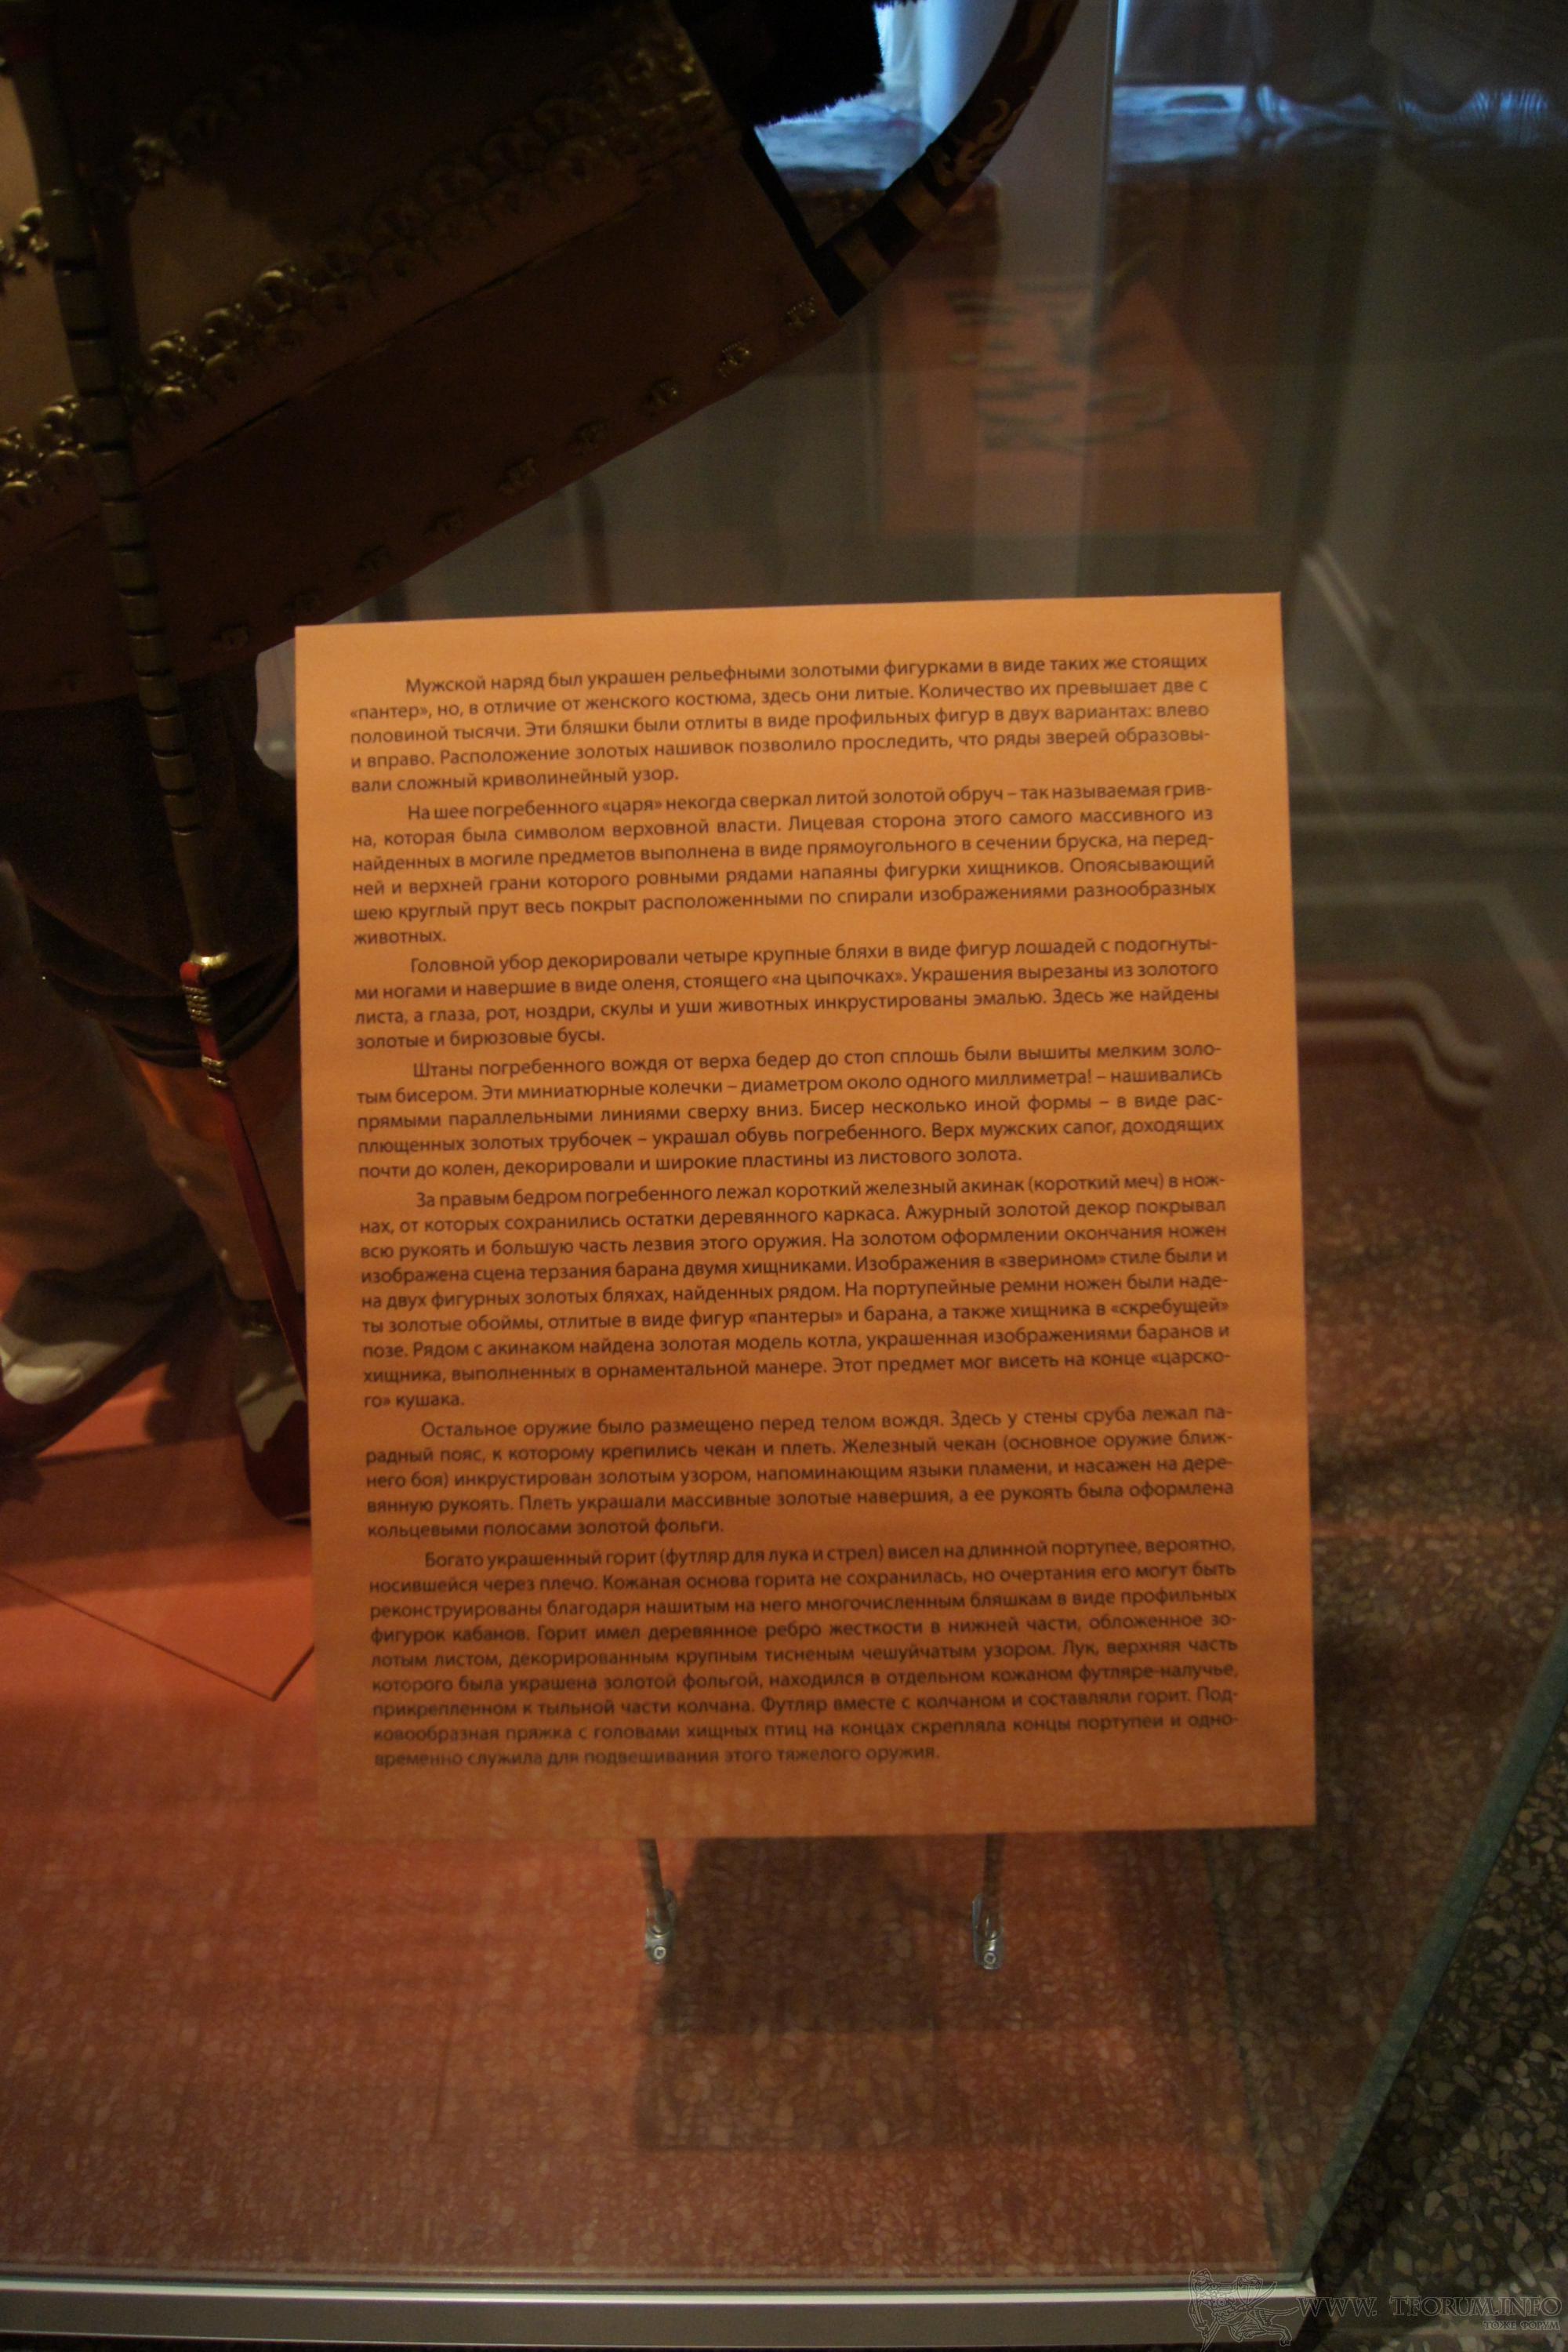 Мужской наряд был украшен рельефными золотыми фигурками в виде таких же стоящих
«пантер», но, в отличие от женского костюма, здесь они литые. Количество их превышает две с
половиной тысячи. Эти бляшки были отлиты в виде профильных фигур в двух вариантах: влево
и вправо. Расположение золотых нашивок позволило проследить, что ряды зверей образовы-
вали сложный криволинейный узор.
На шее погребенного «царя» некогда сверкал литой золотой обруч – так называемая грив-
на, которая была символом верховной власти. Лицевая сторона этого самого массивного из
найденных в могиле предметов выполнена в виде прямоугольного в сечении бруска, на перед-
ней и верхней грани которого ровными рядами напаяны фигурки хищников. Опоясывающий
шею круглый прут весь покрыт расположенными по спирали изображениями разнообразных
животных.
Головной убор декорировали четыре крупные бляхи в виде фигур лошадей с подогнуты-
ми ногами и навершие в виде оленя, стоящего «на цыпочках». Украшения вырезаны из золотого
листа, а глаза, рот, ноздри, скулы и уши животных инкрустированы эмалью. Здесь же найдены
золотые и бирюзовые бусы.
Штаны погребенного вождя от верха бедер до стоп сплошь были вышиты мелким золо-
тым бисером. Эти миниатюрные колечки – диаметром около одного миллиметра! – нашивались
прямыми параллельными линиями сверху вниз. Бисер несколько иной формы – в виде рас-
плющенных золотых трубочек – украшал обувь погребенного. Верх мужских сапог, доходящих
почти до колен, декорировали и широкие пластины из листового золота.
За правым бедром погребенного лежал короткий железный акинак (короткий меч) в нож-
нах, от которых сохранились остатки деревянного каркаса. Ажурный золотой декор покрывал
всю рукоять и большую часть лезвия этого оружия. На золотом оформлении окончания ножен
изображена сцена терзания барана двумя хищниками. Изображения в «зверином» стиле были и
на двух фигурных золотых бляхах, найденных рядом. На портупейные ремни ножен были наде-
ты золотые обоймы, отлитые в виде фигур «пантеры» и барана, а также хищника в «скребущей»
позе. Рядом с акинаком найдена золотая модель котла, украшенная изображениями баранов и
хищника, выполненных в орнаментальной манере. Этот предмет мог висеть на конце «царско-
го» кушака.
Остальное оружие было размещено перед телом вождя. Здесь у стены сруба лежал па-
радный пояс, к которому крепились чекан и плеть. Железный чекан (основное оружие ближ-
него боя) инкрустирован золотым узором, напоминающим языки пламени, и насажен на дере-
вянную рукоять. Плеть украшали массивные золотые навершия, а ее рукоять была оформлена
кольцевыми полосами золотой фольги.
Богато украшенный горит (футляр для лука и стрел) висел на длинной портупее, вероятно,
носившейся через плечо. Кожаная основа горита не сохранилась, но очертания его могут быть
реконструированы благодаря нашитым на него многочисленным бляшкам в виде профильных
фигурок кабанов. Горит имел деревянное ребро жесткости в нижней части, обложенное зо-
лотым листом, декорированным крупным тисненым чешуйчатым узором. Лук, верхняя часть
которого была украшена золотой фольгой, находился в отдельном кожаном футляре-налучье,
прикрепленном к тыльной части колчана. Футляр вместе с колчаном и составляли горит. Под-
ковообразная пряжка с головами хищных птиц на концах скрепляла концы портупеи и одно-
временно служила для подвешивания этого тяжелого оружия.
WWW. TFORUM.INFO
ТОЖЕ ФОРУМ